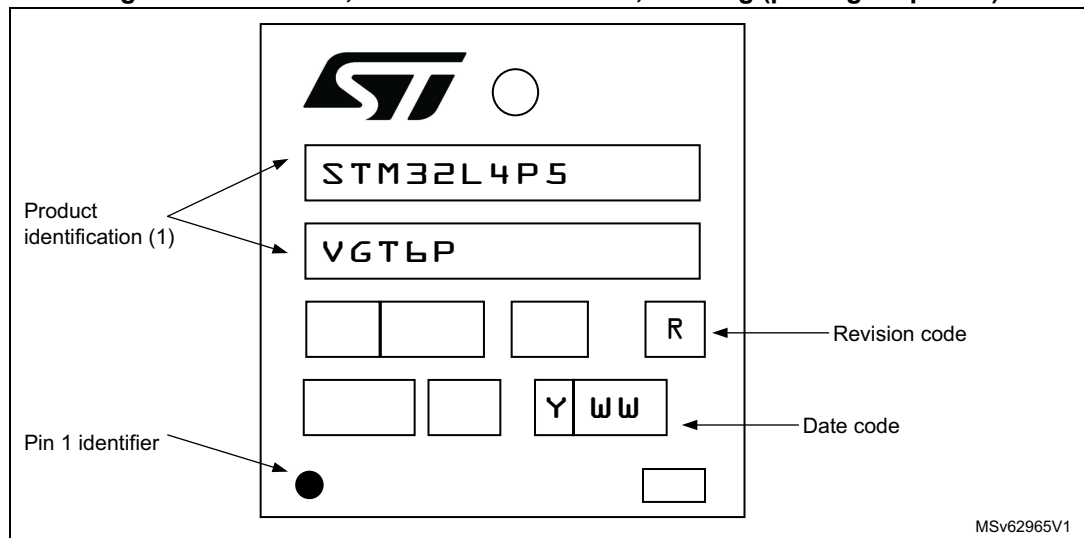 ST
STM32L4P5
Product
identification (1)
VGT6P
R
Revision code
Y WW
Date code
Pin 1 identifier
MSv62965V1